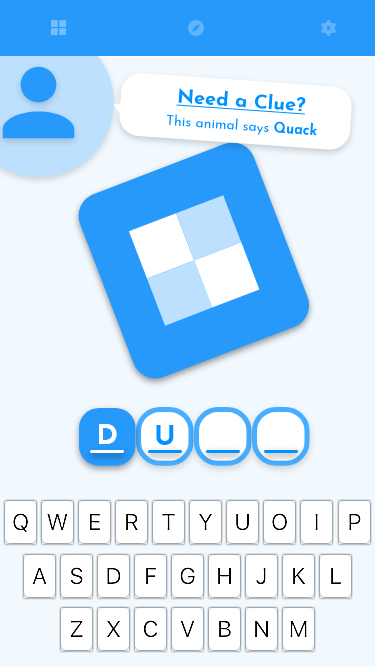 Need a Clue?
This animal says Quack
D U _ _
Q W E R T Y U O I P
A S D F G H J K L
Z X C V B N M